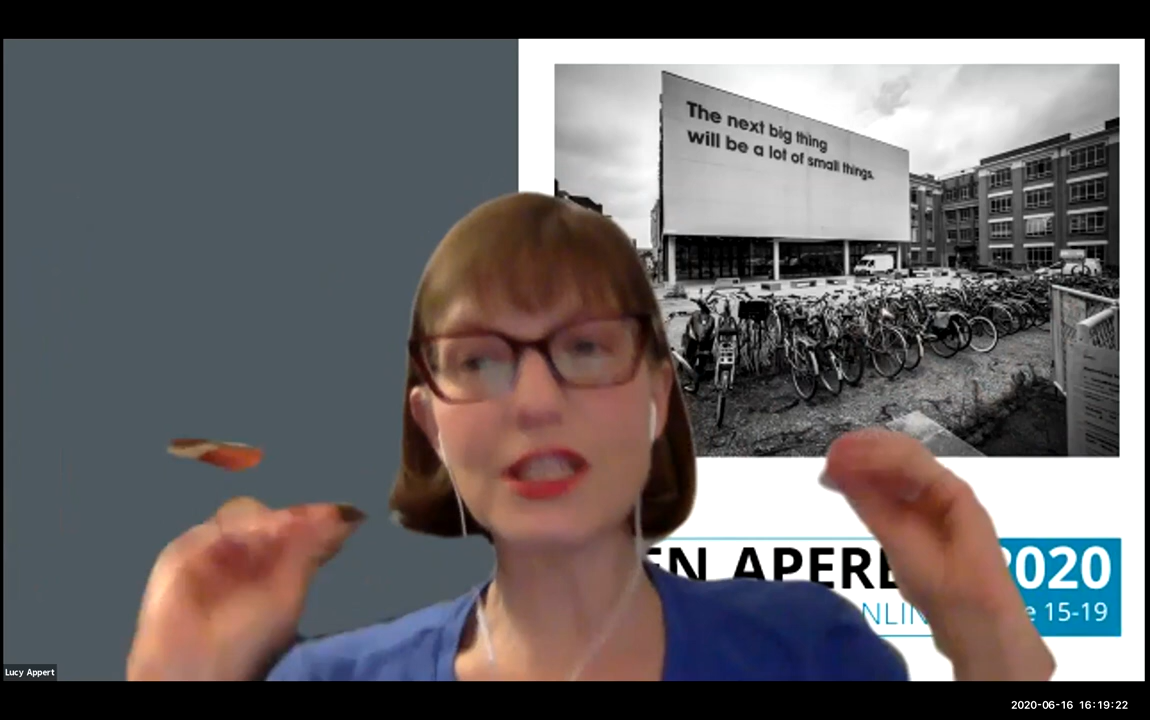 The next big thing
will be a lot of small things.
2020
15-19
Lucy Appert
2020-06-16 16:19:22